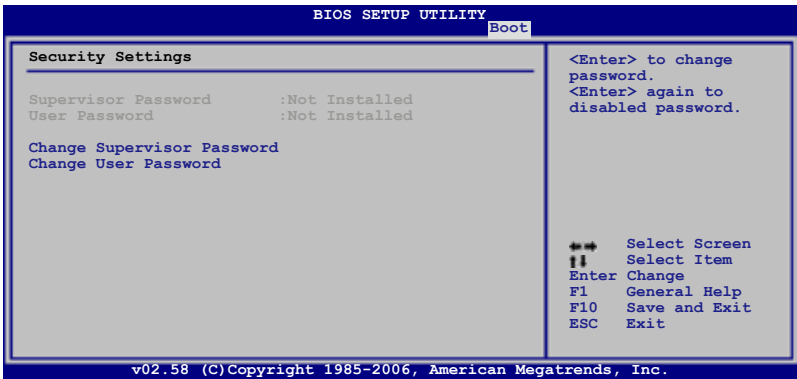 BIOS SETUP UTILITY
Boot
Security Settings
Supervisor Password :Not Installed
User Password :Not Installed
Change Supervisor Password
Change User Password
<Enter> to change
password.
<Enter> again to
disabled password.
Select Screen
Select Item
Enter Change
F1 General Help
F10 Save and Exit
ESC Exit
v02.58 (C)Copyright 1985-2006, American Megatrends, Inc.